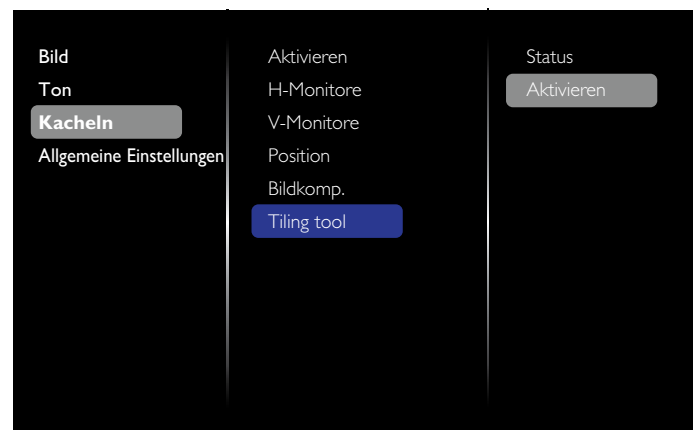 Bild
Ton
Kacheln
Allgemeine Einstellungen
Aktivieren
H-Monitore
V-Monitore
Position
Bildkomp.
Tiling tool
Status
Aktivieren